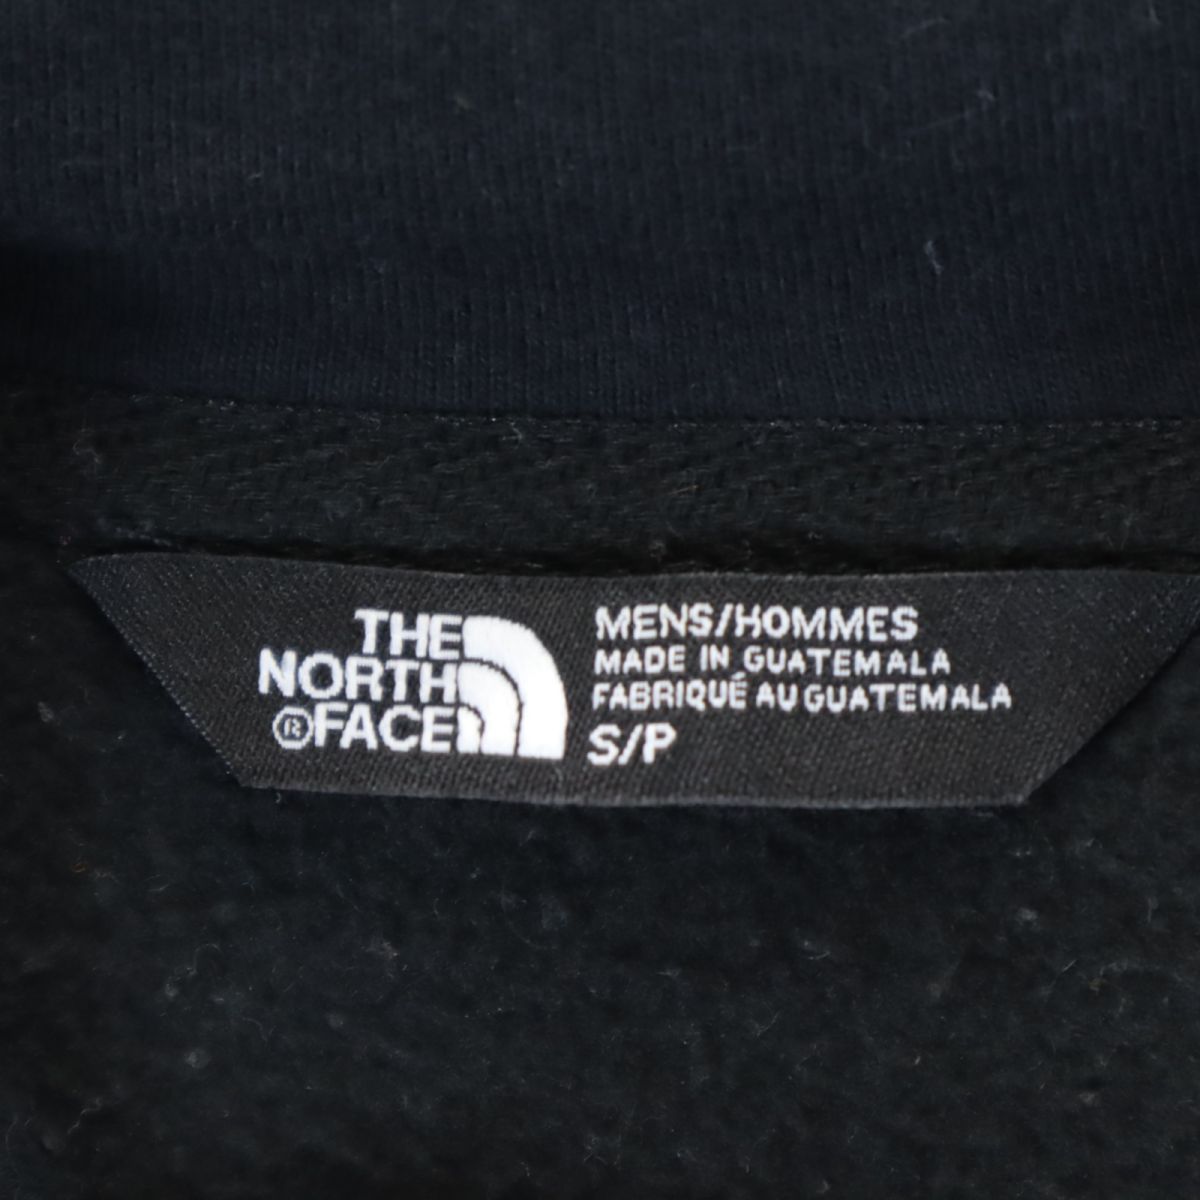 THE
NORTH
®FACE
MENS/HOMMES
MADE IN GUATEMALA
FABRIQUÉ AU GUATEMALA
S/P